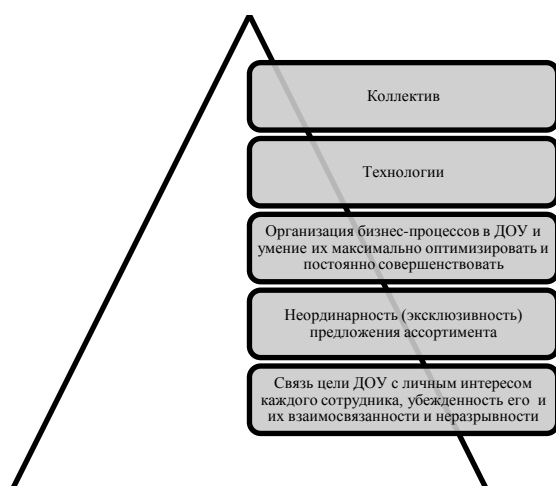 Коллектив
Технологии
Организация бизнес-процессов в ДОУ и
умение их максимально оптимизировать и
постоянно совершенствовать
Неординарность (эксклюзивность)
предложения ассортимента
Связь цели ДОУ с личным интересом
каждого сотрудника, убежденность его и
их взаимосвязанности и неразрывности